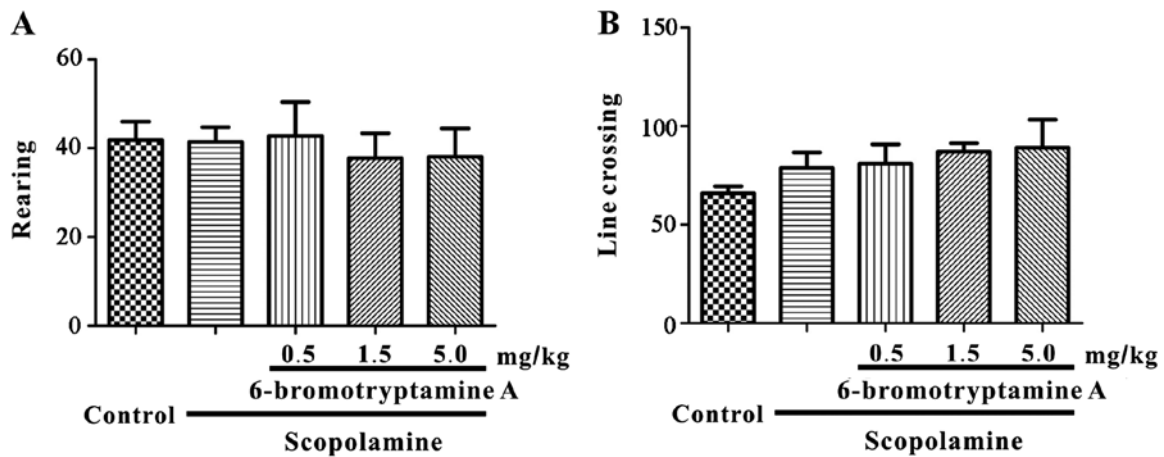 A
60
40
20
0
Rearing
0.5 1.5 5.0 mg/kg
6-bromotryptamine A
Control
Scopolamine
B
150
100
50
0
Line crossing
0.5 1.5 5.0 mg/kg
6-bromotryptamine A
Control
Scopolamine